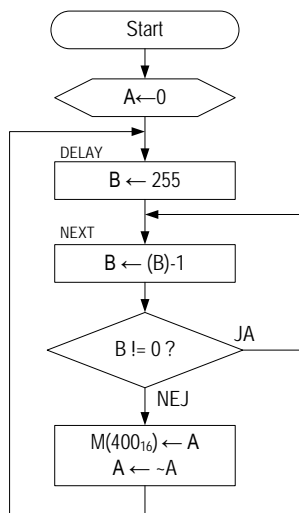 Start
A←0
DELAY
B ← 255
NEXT
B ← (B)-1
B != 0 ?
JA
NEJ
M(400₁₆) ← A
A ← ~A